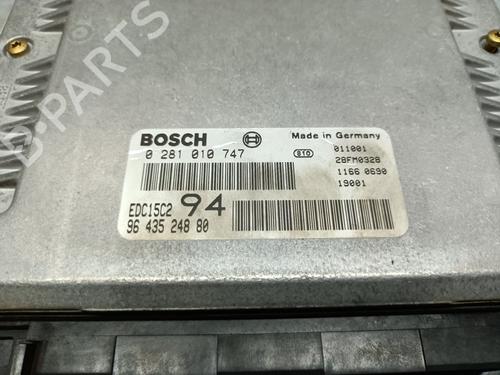 B-PARTS
BOSCH
Made in Germany
0 281 010 747
S10
011001
28FM0328
1166 0690
19001
EDC15C2 94
96 435 248 80